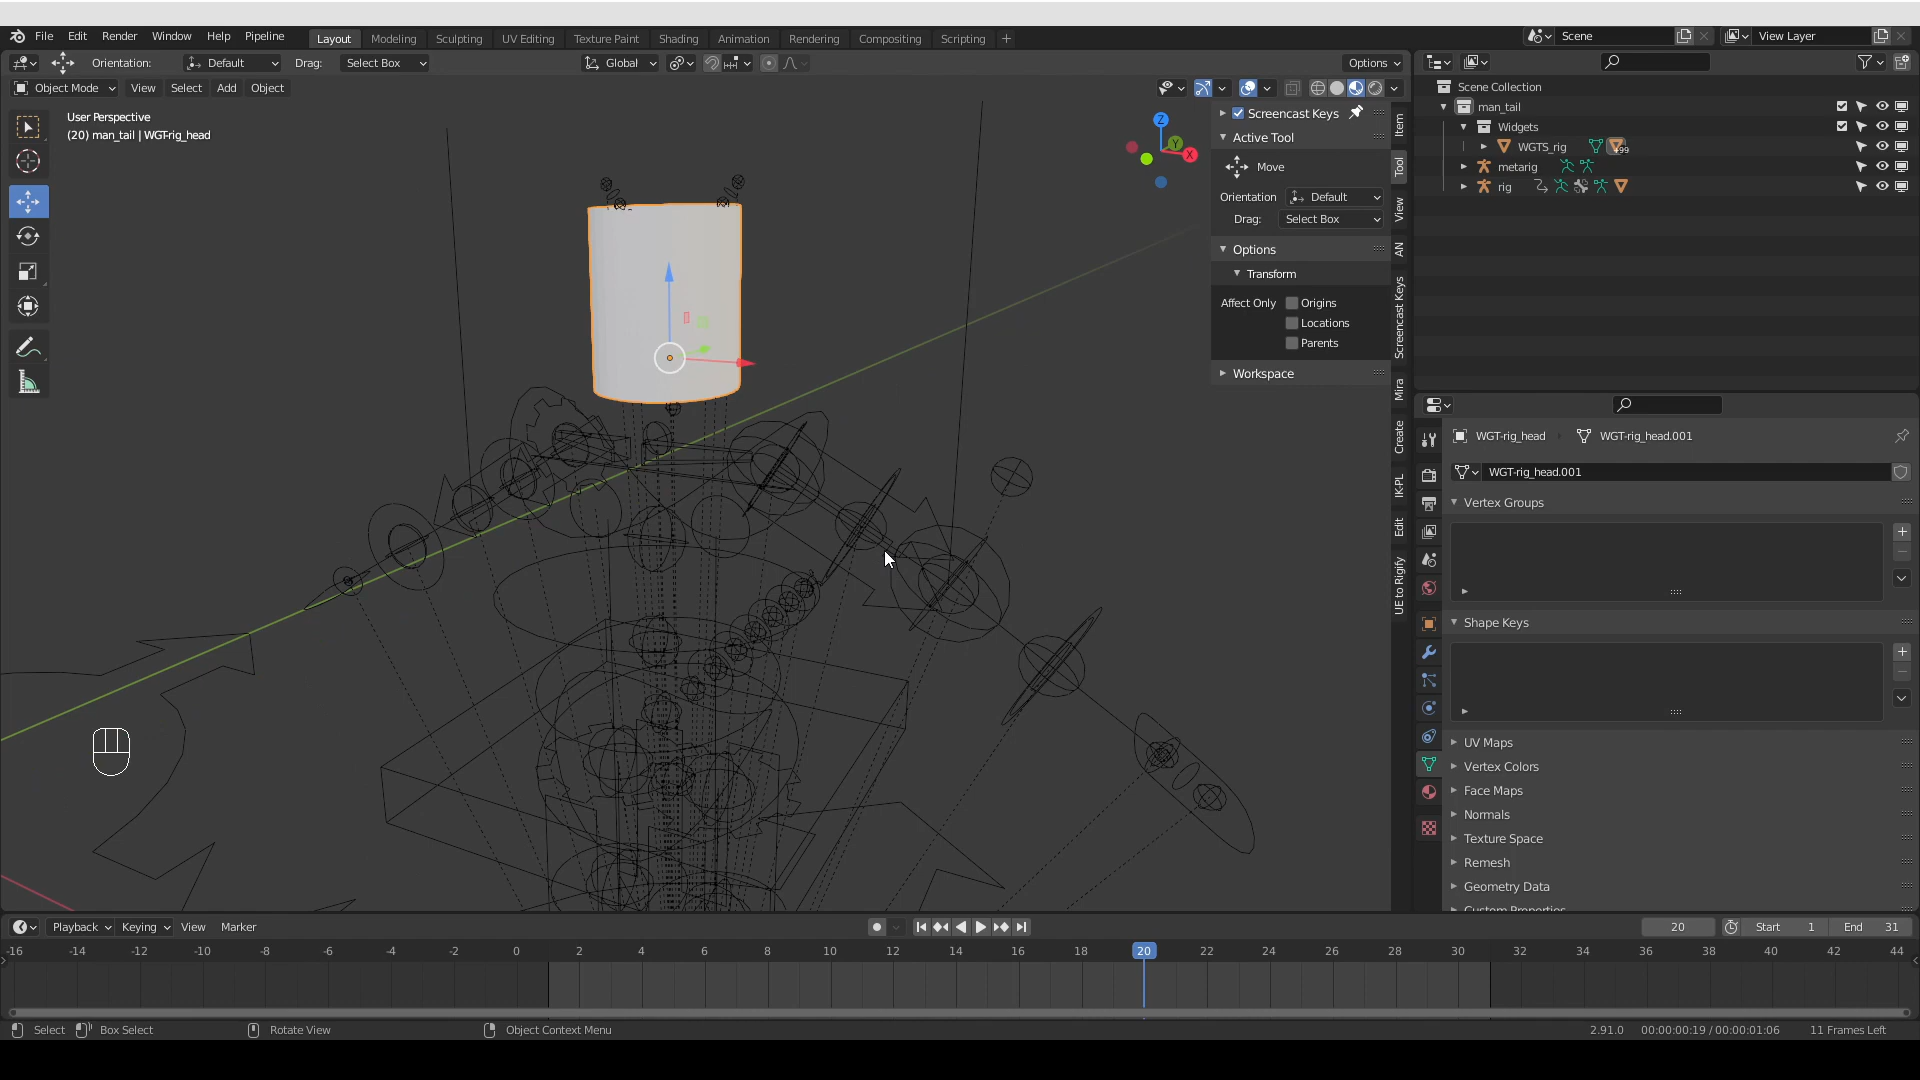 File Edit Render Window Help Pipeline Layout Modeling Sculpting UV Editing Texture Paint Shading Animation Rendering Compositing Scripting + Scene View Layer
Orientation: Default Drag: Select Box Global Options
Object Mode View Select Add Object
User Perspective
(20) man_tail | WGT-rig_head
Z
Y
X
Screencast Keys
Active Tool
Move
Orientation Default
Drag: Select Box
Options
Transform
Affect Only Origins
Locations
Parents
Workspace
Item
Tool
View
AN
Screencast Keys
Mira
Create
IK-PL
Edit
UE to Rigify
Scene Collection
man_tail
Widgets
WGTS_rig +99
metarig
rig
WGT-rig_head WGT-rig_head.001
WGT-rig_head.001
Vertex Groups
Shape Keys
UV Maps
Vertex Colors
Face Maps
Normals
Texture Space
Remesh
Geometry Data
Custom Properties
Playback Keying View Marker 20 Start 1 End 31
-16 -14 -12 -10 -8 -6 -4 -2 0 2 4 6 8 10 12 14 16 18 20 22 24 26 28 30 32 34 36 38 40 42 44
Select Box Select Rotate View Object Context Menu 2.91.0 00:00:00:19 / 00:00:01:06 11 Frames Left